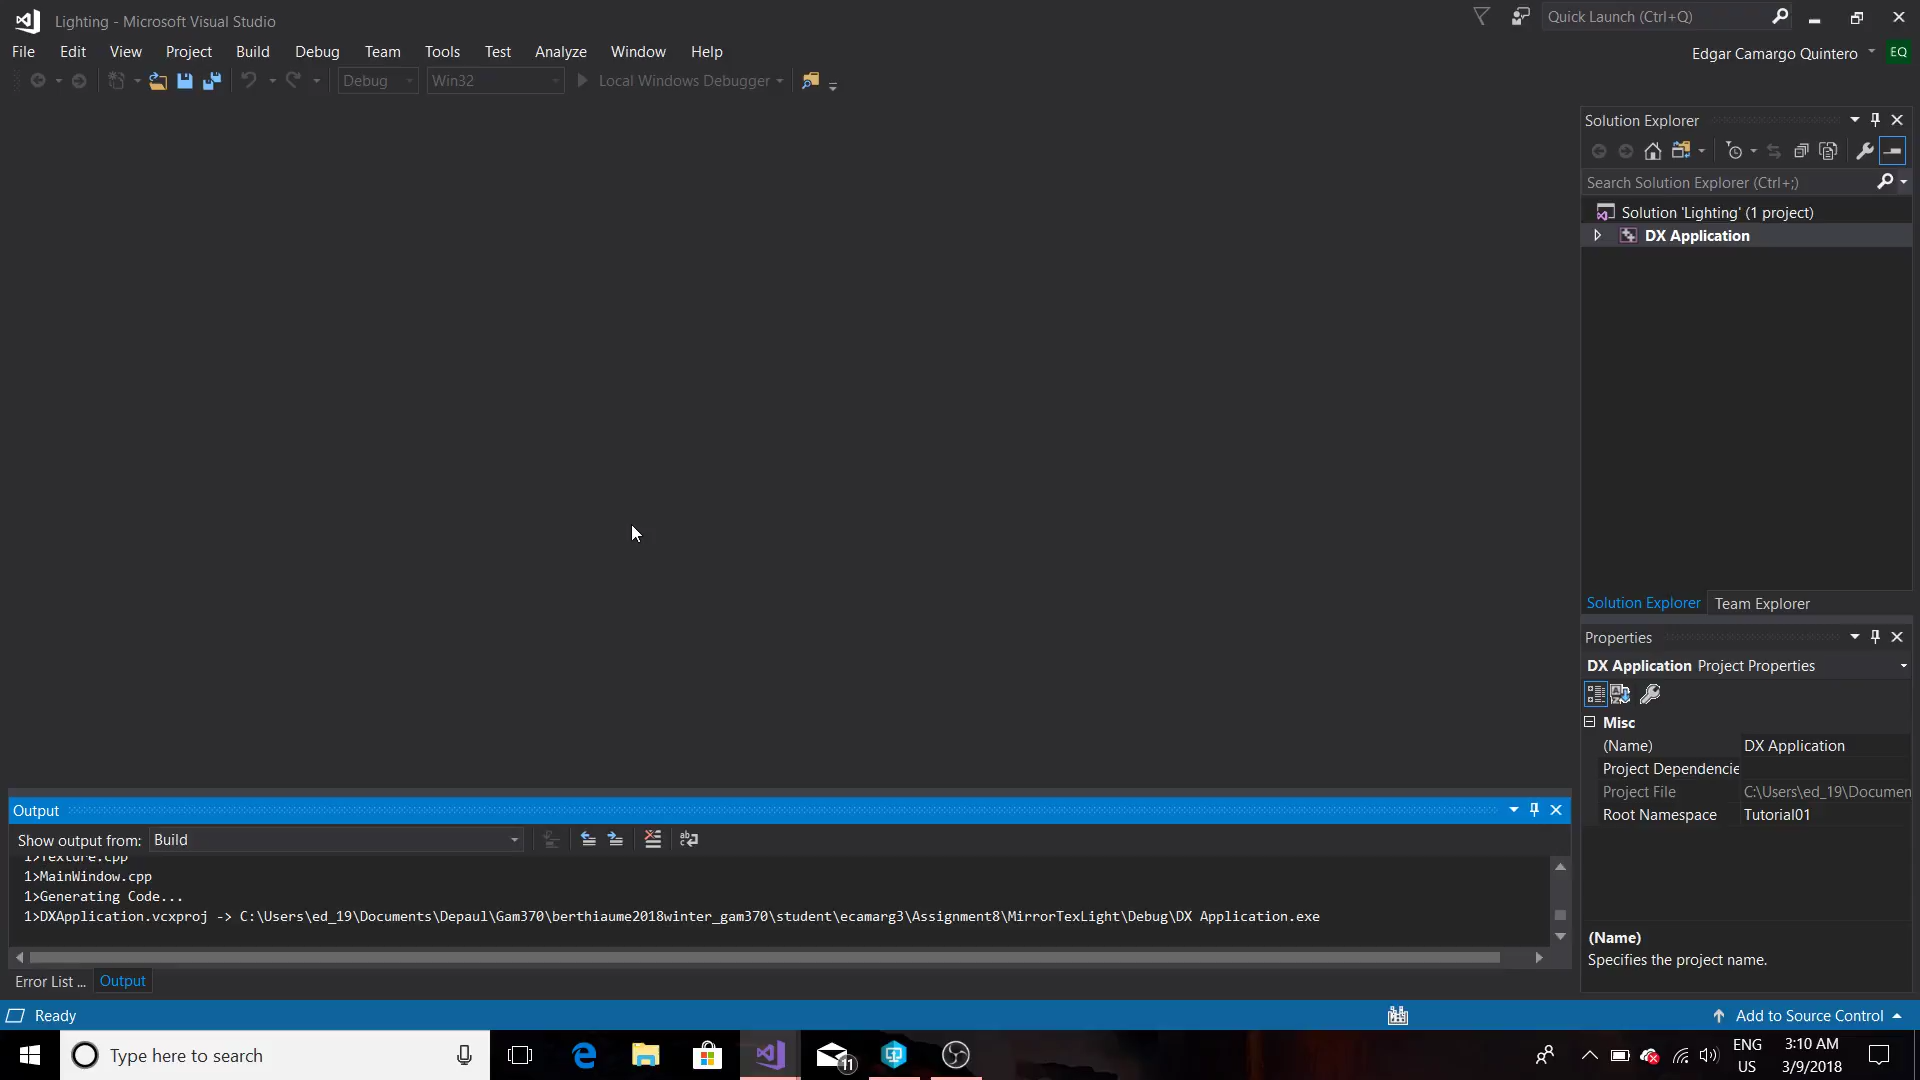 Lighting - Microsoft Visual Studio
Quick Launch (Ctrl+Q)
File Edit View Project Build Debug Team Tools Test Analyze Window Help
Edgar Camargo Quintero EQ
Debug Win32 Local Windows Debugger
Solution Explorer
Search Solution Explorer (Ctrl+;)
Solution 'Lighting' (1 project)
DX Application
Solution Explorer Team Explorer
Properties
DX Application Project Properties
Misc
(Name) DX Application
Project Dependencie
Project File C:\Users\ed_19\Documen
Root Namespace Tutorial01
(Name)
Specifies the project name.
Output
Show output from: Build
1>Texture.cpp
1>MainWindow.cpp
1>Generating Code...
1>DXApplication.vcxproj -> C:\Users\ed_19\Documents\Depaul\Gam370\berthiaume2018winter_gam370\student\ecamarg3\Assignment8\MirrorTexLight\Debug\DX Application.exe
Error List ... Output
Ready
Add to Source Control
Type here to search
11
ENG
US
3:10 AM
3/9/2018